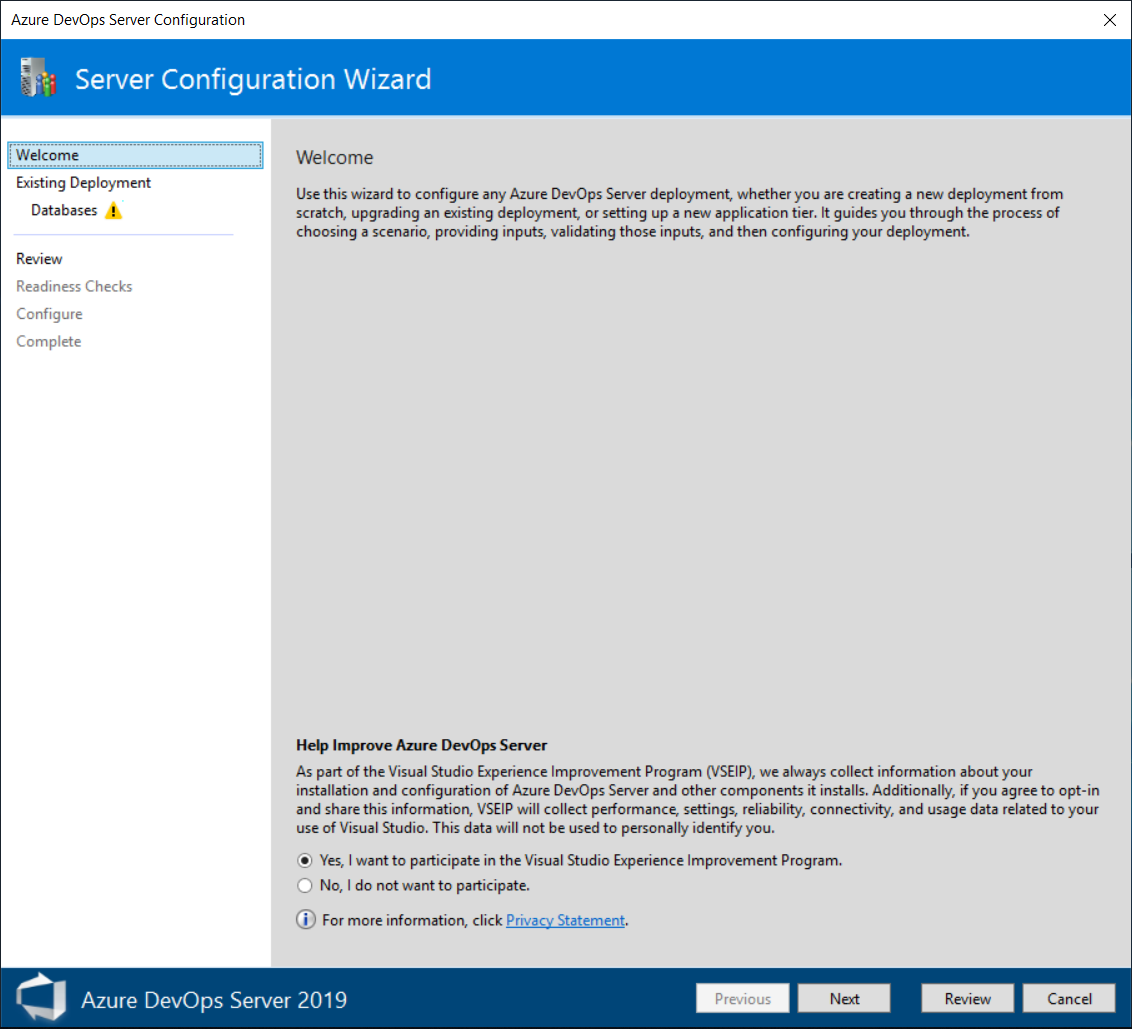 Azure DevOps Server Configuration
Server Configuration Wizard
Welcome
Existing Deployment
Databases
Review
Readiness Checks
Configure
Complete
Welcome
Use this wizard to configure any Azure DevOps Server deployment, whether you are creating a new deployment from
scratch, upgrading an existing deployment, or setting up a new application tier. It guides you through the process of
choosing a scenario, providing inputs, validating those inputs, and then configuring your deployment.
Help Improve Azure DevOps Server
As part of the Visual Studio Experience Improvement Program (VSEIP), we always collect information about your
installation and configuration of Azure DevOps Server and other components it installs. Additionally, if you agree to opt-in
and share this information, VSEIP will collect performance, settings, reliability, connectivity, and usage data related to your
use of Visual Studio. This data will not be used to personally identify you.
Yes, I want to participate in the Visual Studio Experience Improvement Program.
No, I do not want to participate.
For more information, click Privacy Statement.
Azure DevOps Server 2019
Previous
Next
Review
Cancel